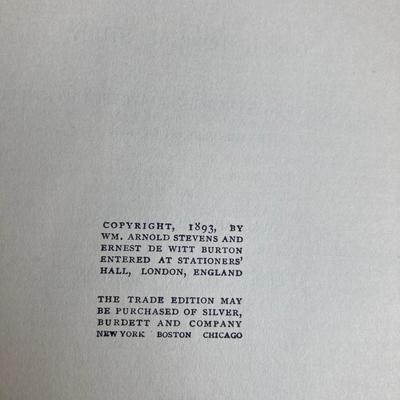 COPYRIGHT, 1893, BY
WM. ARNOLD STEVENS AND
ERNEST DE WITT BURTON
ENTERED AT STATIONERS'
HALL, LONDON, ENGLAND
THE TRADE EDITION MAY
BE PURCHASED OF SILVER,
BURDETT AND COMPANY
NEW YORK BOSTON CHICAGO